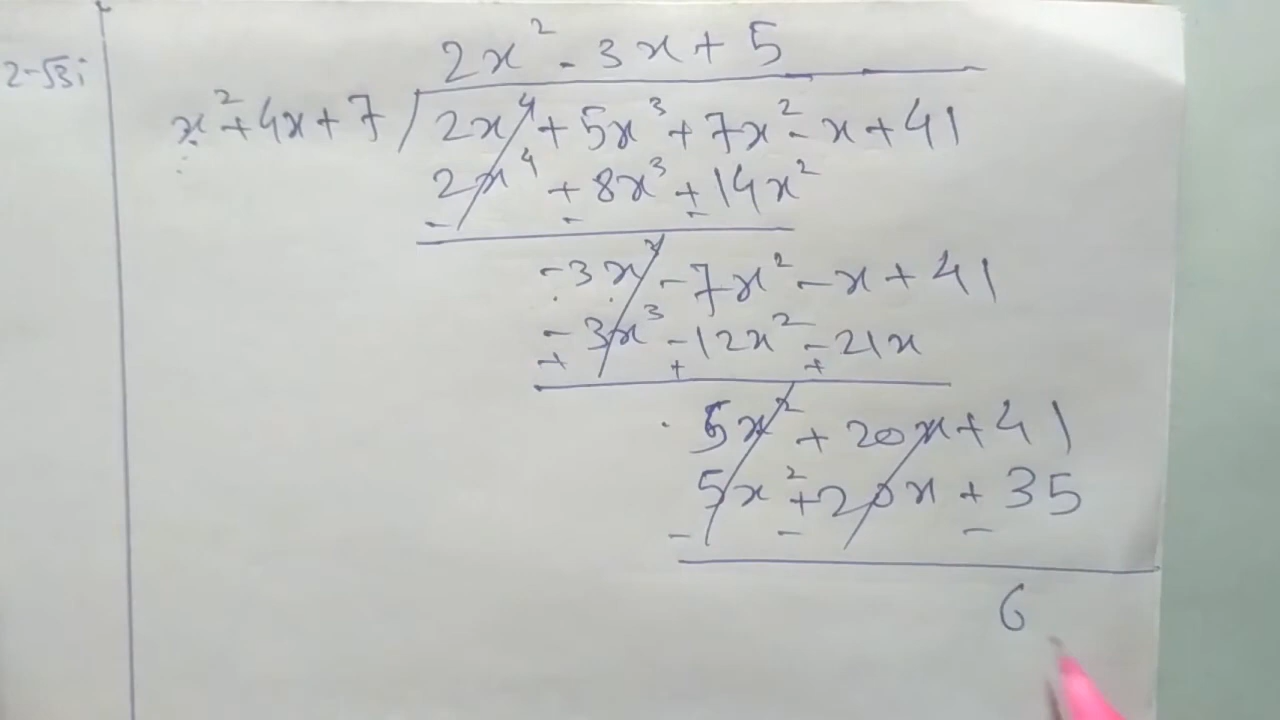 2x² - 3x + 5
2-√3i
x² + 4x + 7 ) 2x⁴ + 5x³ + 7x² - x + 41
2x⁴ + 8x³ + 14x²
- - -
-3x³ - 7x² - x + 41
-3x³ - 12x² - 21x
+ + +
5x² + 20x + 41
5x² + 20x + 35
- - -
6